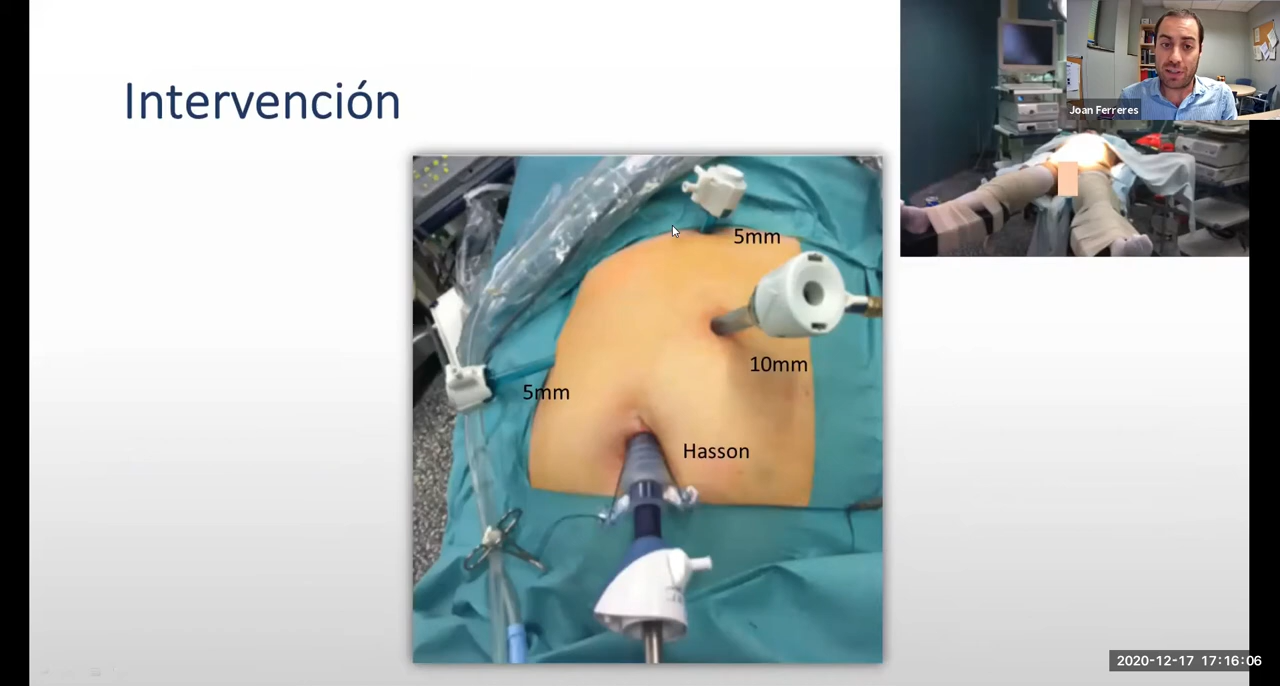 Intervención
Joan Ferreres
5mm
10mm
5mm
Hasson
2020-12-17 17:16:06